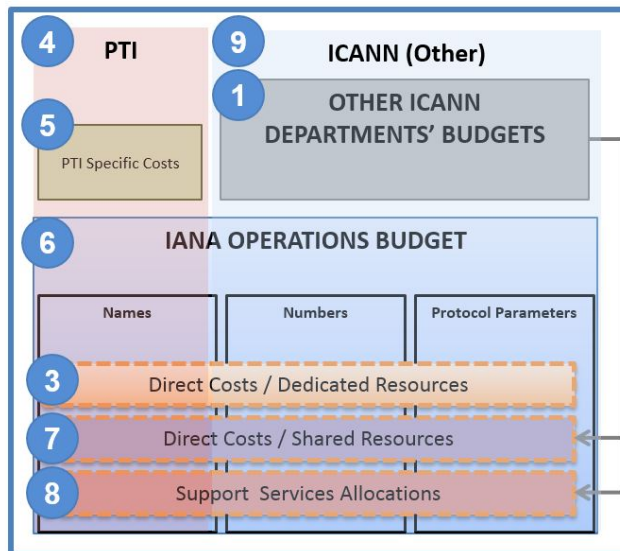 4
PTI
9
ICANN (Other)
1
OTHER ICANN
DEPARTMENTS' BUDGETS
5
PTI Specific Costs
6
IANA OPERATIONS BUDGET
Names
Numbers
Protocol Parameters
3
Direct Costs / Dedicated Resources
7
Direct Costs / Shared Resources
8
Support Services Allocations